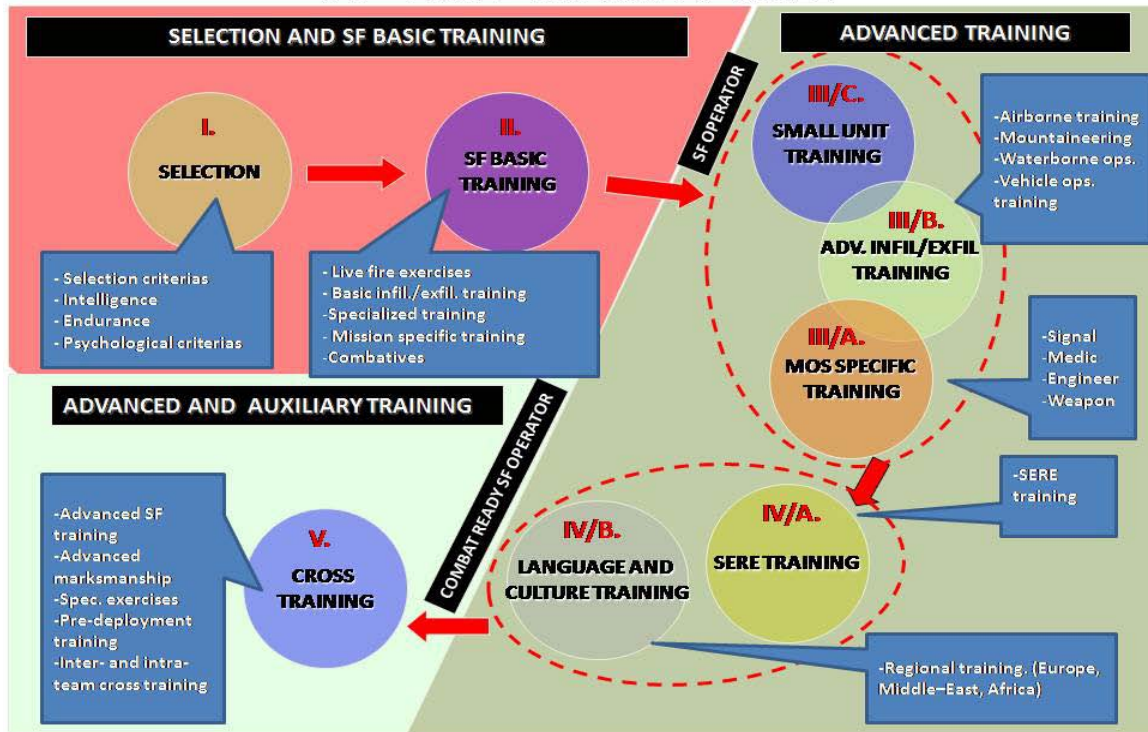 SELECTION AND SF BASIC TRAINING
I.
SELECTION
II.
SF BASIC
TRAINING
- Selection criterias
- Intelligence
- Endurance
- Psychological criterias
- Live fire exercises
- Basic infil./exfil. training
-Specialized training
- Mission specific training
-Combatives
SF OPERATOR
ADVANCED TRAINING
III/C.
SMALL UNIT
TRAINING
-Airborne training
-Mountaineering
-Waterborne ops.
-Vehicle ops.
training
III/B.
ADV. INFIL/EXFIL
TRAINING
III/A.
MOS SPECIFIC
TRAINING
-Signal
-Medic
-Engineer
-Weapon
-SERE
training
IV/A.
SERE TRAINING
IV/B.
LANGUAGE AND
CULTURE TRAINING
-Regional training. (Europe,
Middle–East, Africa)
COMBAT READY SF OPERATOR
ADVANCED AND AUXILIARY TRAINING
V.
CROSS
TRAINING
-Advanced SF
training
-Advanced
marksmanship
-Spec. exercises
-Pre-deployment
training
-Inter- and intra-
team cross training